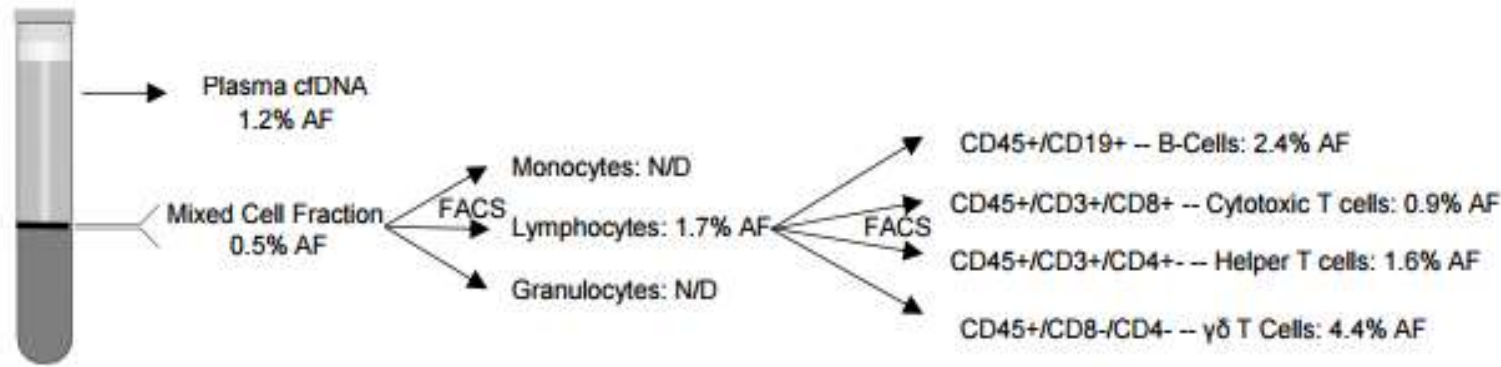 Plasma cfDNA
1.2% AF
Mixed Cell Fraction
0.5% AF
FACS
Monocytes: N/D
Lymphocytes: 1.7% AF
Granulocytes: N/D
FACS
CD45+/CD19+ -- B-Cells: 2.4% AF
CD45+/CD3+/CD8+ -- Cytotoxic T cells: 0.9% AF
CD45+/CD3+/CD4+- -- Helper T cells: 1.6% AF
CD45+/CD8-/CD4- -- γδ T Cells: 4.4% AF